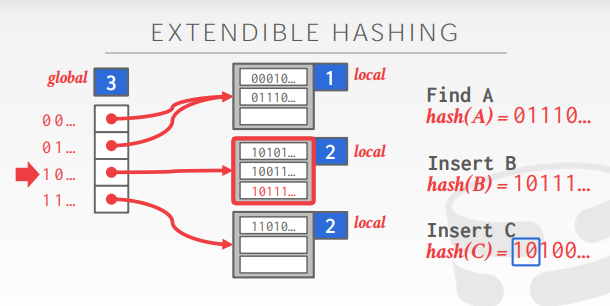 EXTENDIBLE HASHING
global 3
00…
01…
10…
11…
00010…
01110…
1 local
10101…
10011…
10111…
2 local
11010…
2 local
Find A
hash(A) = 01110…
Insert B
hash(B) = 10111…
Insert C
hash(C) = 10100…